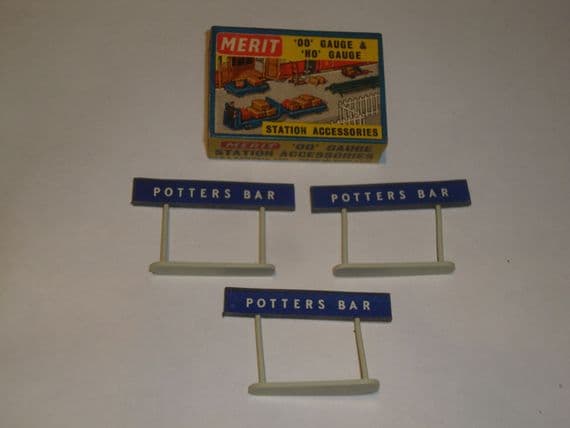 MERIT
'OO' GAUGE &
'HO' GAUGE
STATION ACCESSORIES
MERIT 'OO' GAUGE
STATION ACCESSORIES
POTTERS BAR
POTTERS BAR
POTTERS BAR